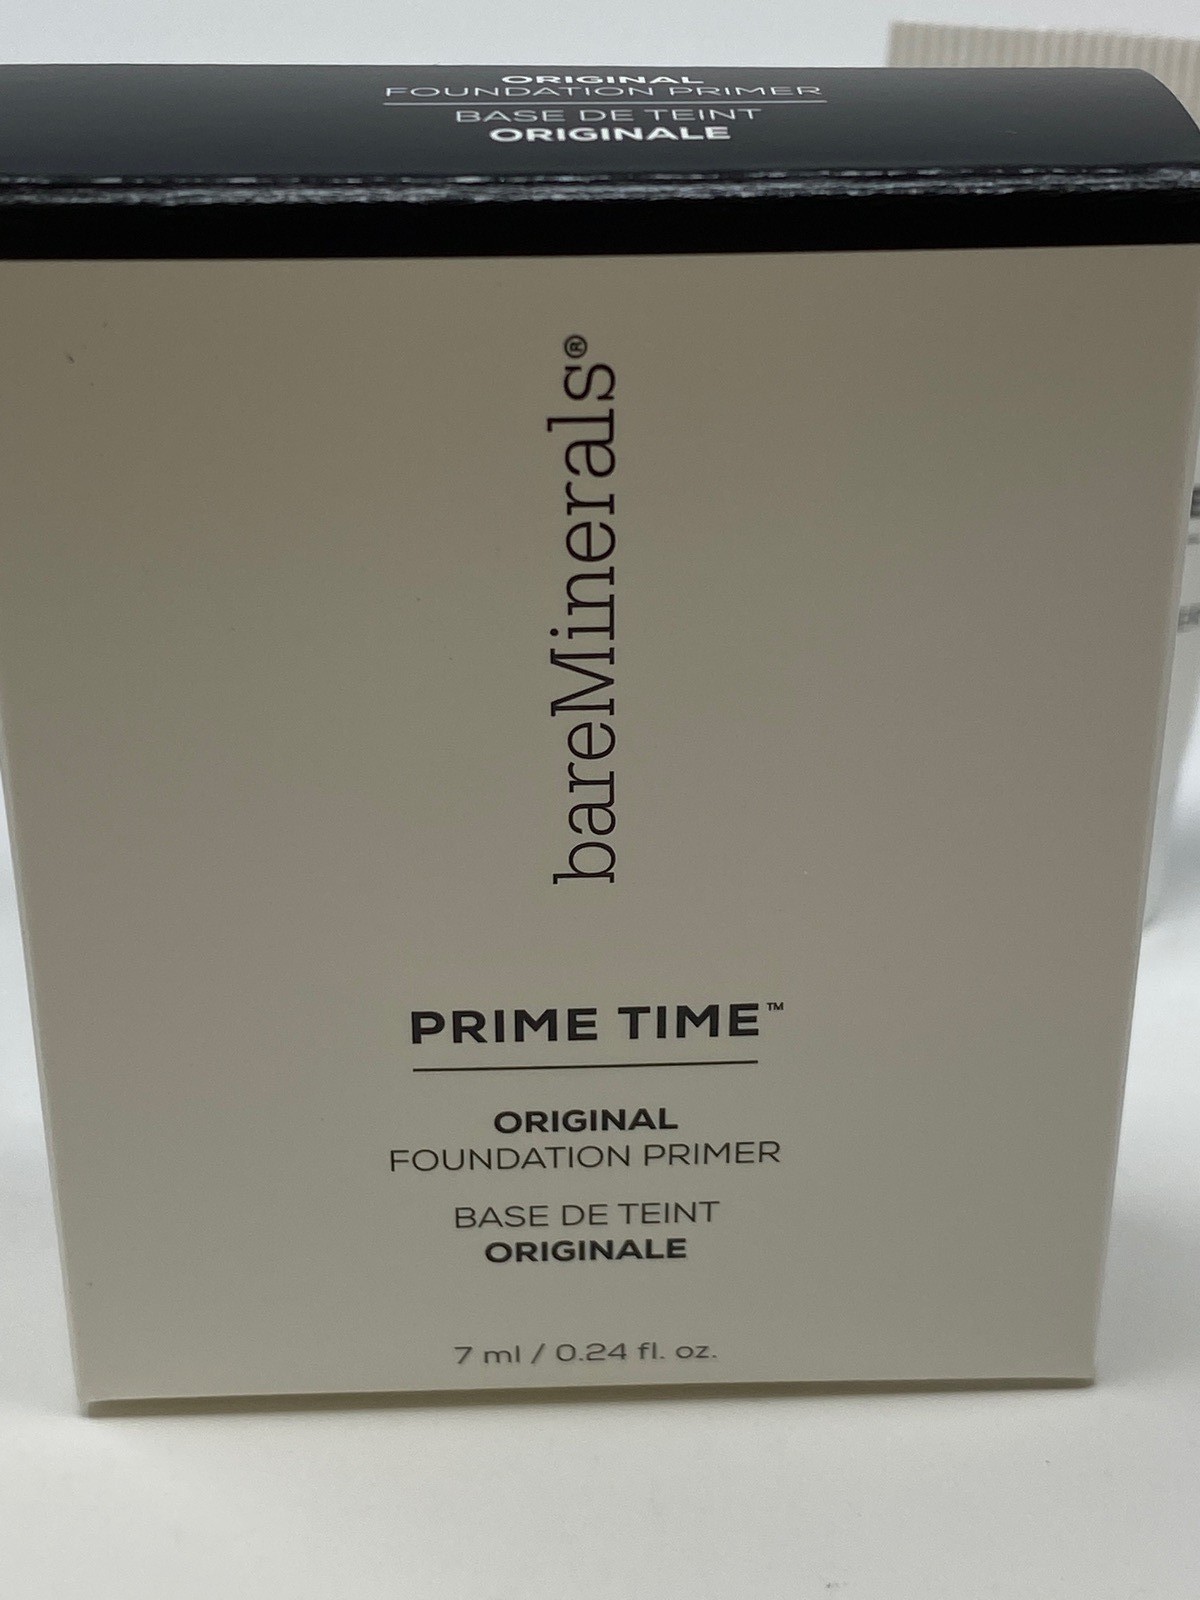 ORIGINAL
FOUNDATION PRIMER
BASE DE TEINT
ORIGINALE
bareMinerals®
PRIME TIME™
ORIGINAL
FOUNDATION PRIMER
BASE DE TEINT
ORIGINALE
7 ml / 0.24 fl. oz.